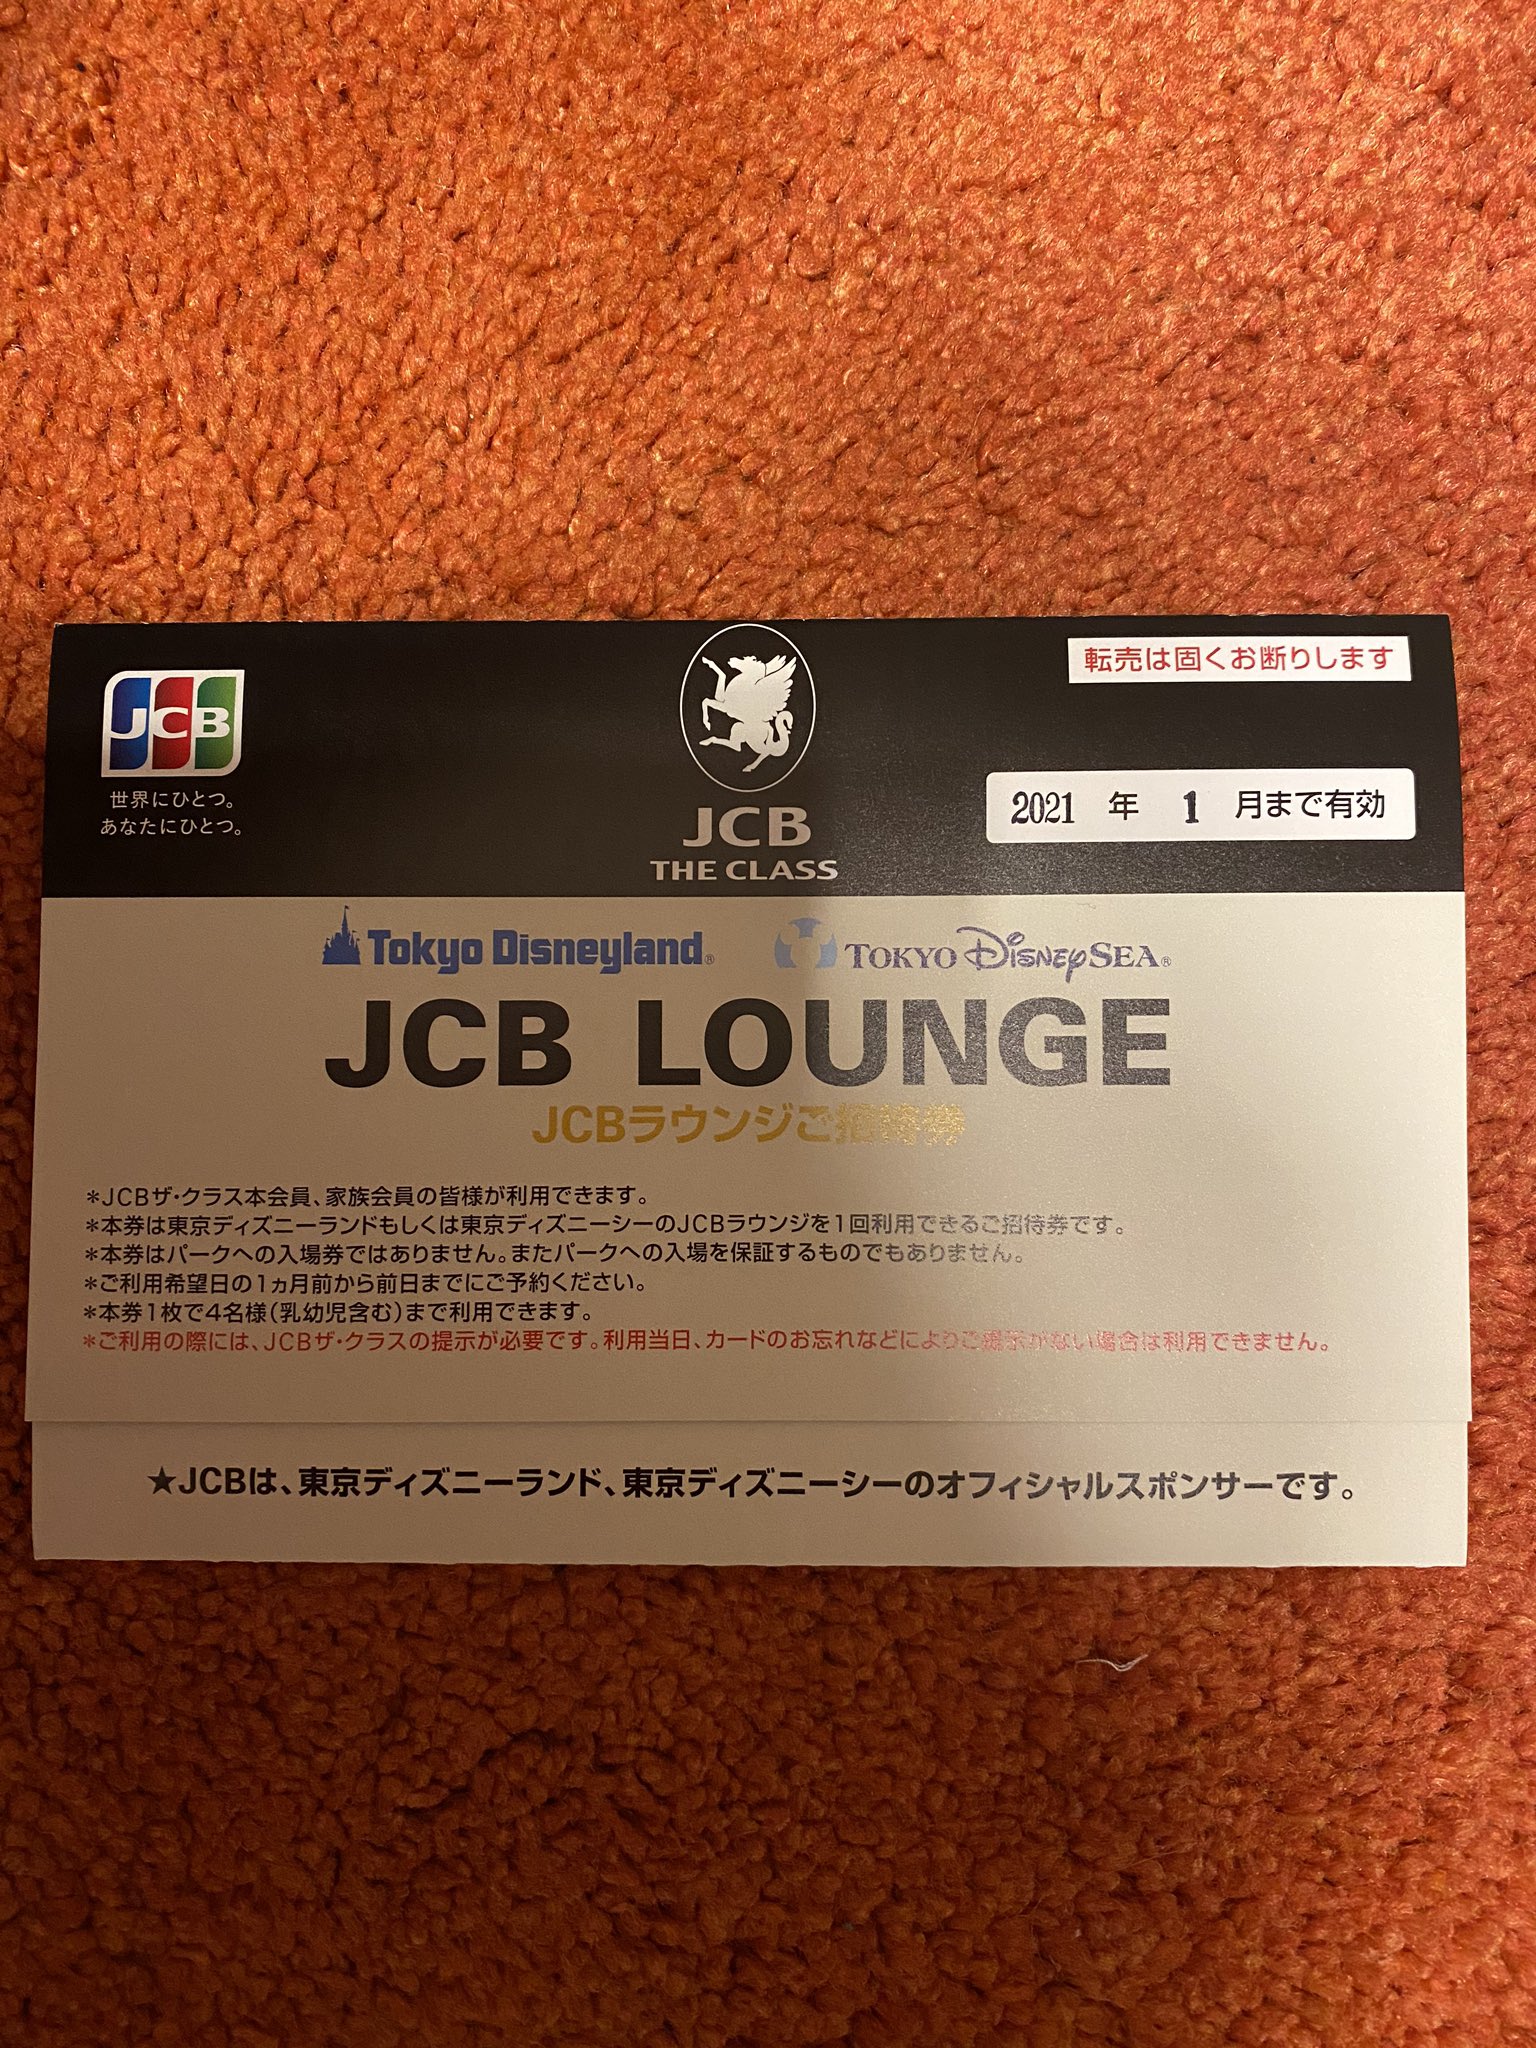 転売は固くお断りします
JCB
世界にひとつ。
あなたにひとつ。
JCB
THE CLASS
2021 年 1 月まで有効
Tokyo Disneyland®
TOKYO DisneySEA®
JCB LOUNGE
JCBラウンジご招待券
*JCBザ・クラス本会員、家族会員の皆様が利用できます。
*本券は東京ディズニーランドもしくは東京ディズニーシーのJCBラウンジを1回利用できるご招待券です。
*本券はパークへの入場券ではありません。またパークへの入場を保証するものでもありません。
*ご利用希望日の1ヵ月前から前日までにご予約ください。
*本券1枚で4名様(乳幼児含む)まで利用できます。
*ご利用の際には、JCBザ・クラスの提示が必要です。利用当日、カードのお忘れなどによりご提示がない場合は利用できません。
★JCBは、東京ディズニーランド、東京ディズニーシーのオフィシャルスポンサーです。